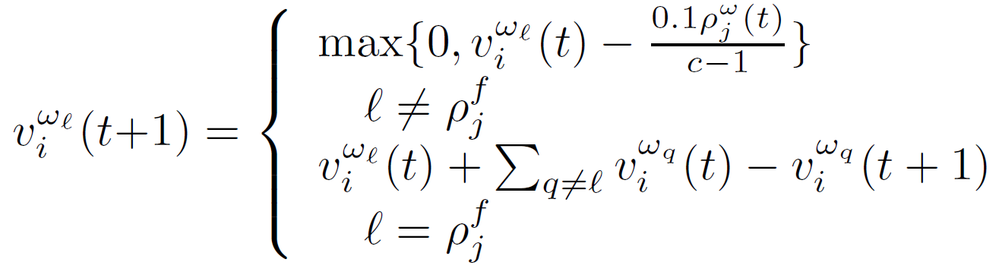 max{0, v_i^{ω_ℓ}(t) − \frac{0.1ρ_j^ω(t)}{c−1}}
ℓ ≠ ρ_j^f
v_i^{ω_ℓ}(t+1) = {
v_i^{ω_ℓ}(t) + ∑_{q≠ℓ} v_i^{ω_q}(t) − v_i^{ω_q}(t + 1)
ℓ = ρ_j^f